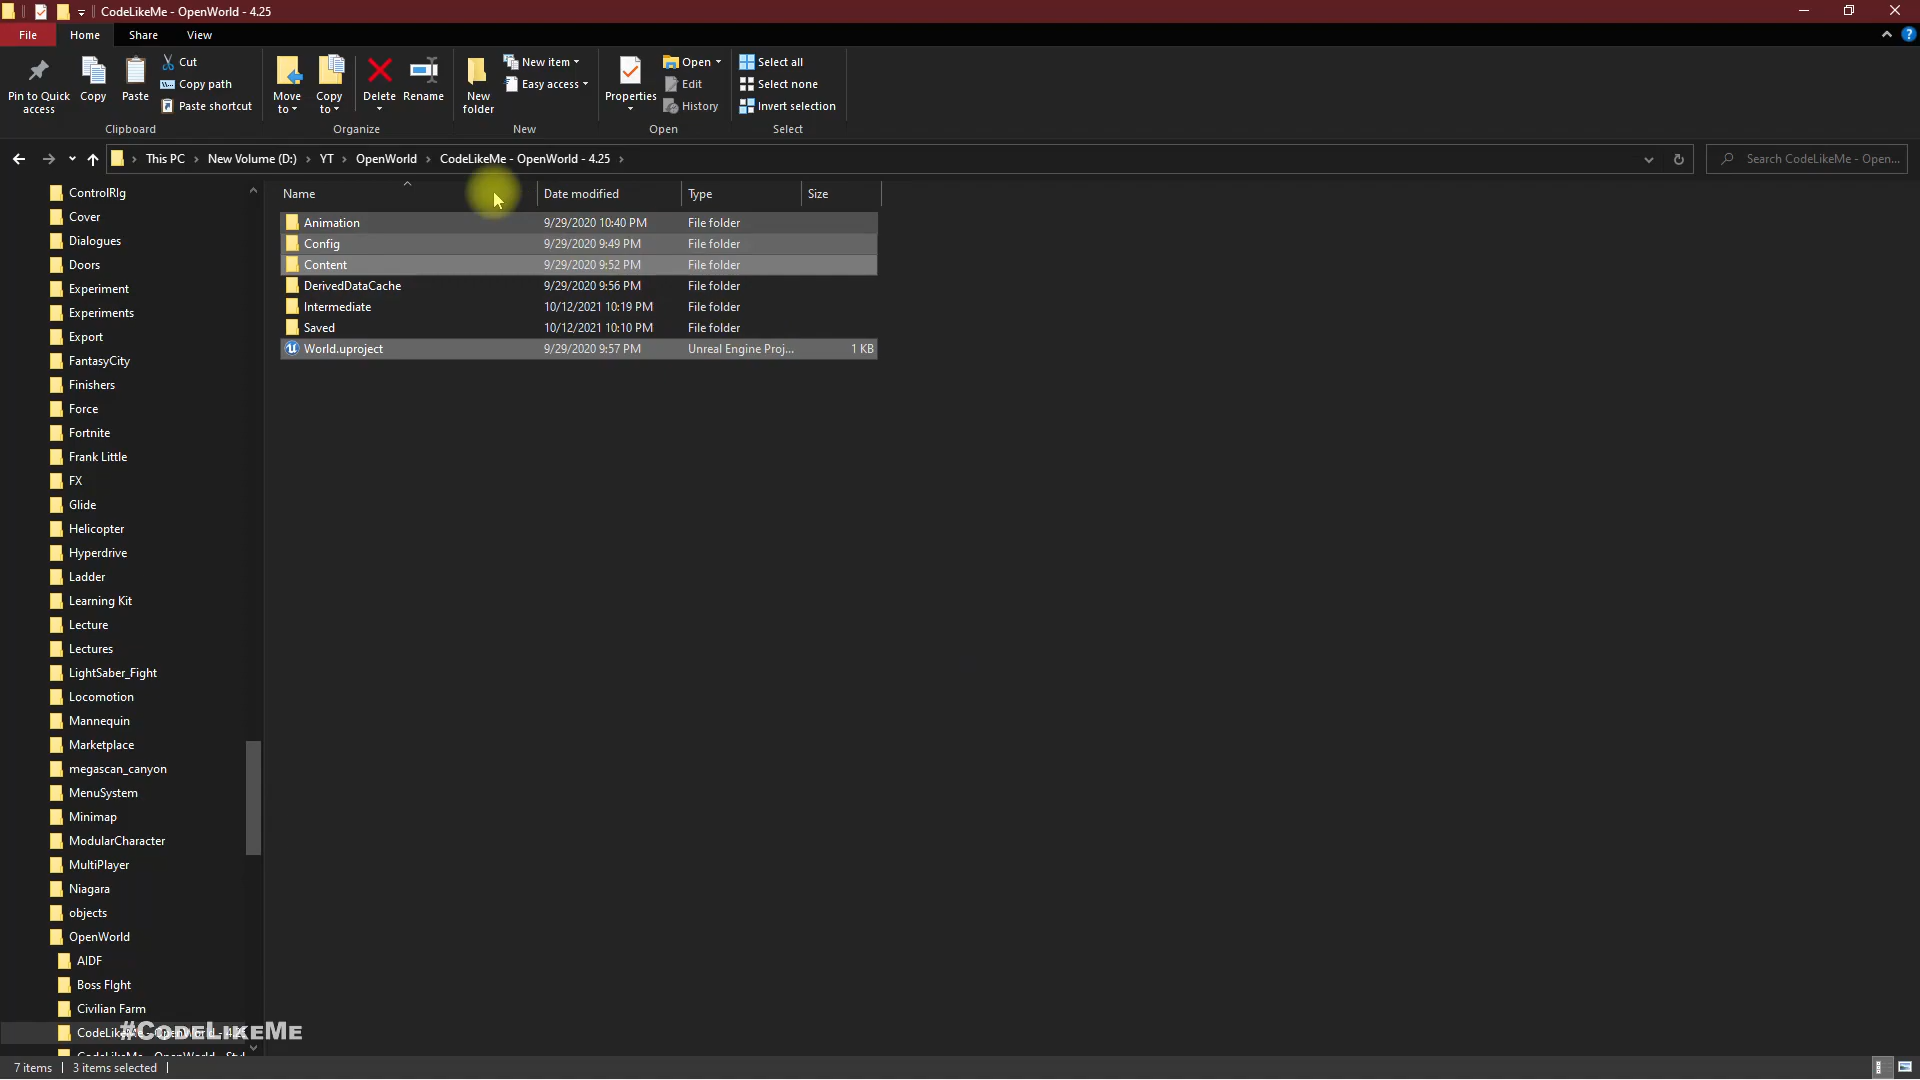 CodeLikeMe - OpenWorld - 4.25
File Home Share View
Pin to Quick access
Copy
Paste
Cut
Copy path
Paste shortcut
Clipboard
Move to
Copy to
Delete
Rename
Organize
New folder
New item
Easy access
New
Properties
Open
Edit
History
Open
Select all
Select none
Invert selection
Select
This PC New Volume (D:) YT OpenWorld CodeLikeMe - OpenWorld - 4.25
Search CodeLikeMe - Open...
ControlRIg
Cover
Dialogues
Doors
Experiment
Experiments
Export
FantasyCity
Finishers
Force
Fortnite
Frank Little
FX
Glide
Helicopter
Hyperdrive
Ladder
Learning Kit
Lecture
Lectures
LightSaber_Fight
Locomotion
Mannequin
Marketplace
megascan_canyon
MenuSystem
Minimap
ModularCharacter
MultiPlayer
Niagara
objects
OpenWorld
AIDF
Boss FIght
Civilian Farm
CodeLikeMe - OpenWorld - 4.25
#CodeLikeMe
Name Date modified Type Size
Animation 9/29/2020 10:40 PM File folder
Config 9/29/2020 9:49 PM File folder
Content 9/29/2020 9:52 PM File folder
DerivedDataCache 9/29/2020 9:56 PM File folder
Intermediate 10/12/2021 10:19 PM File folder
Saved 10/12/2021 10:10 PM File folder
World.uproject 9/29/2020 9:57 PM Unreal Engine Proj... 1 KB
7 items 3 items selected